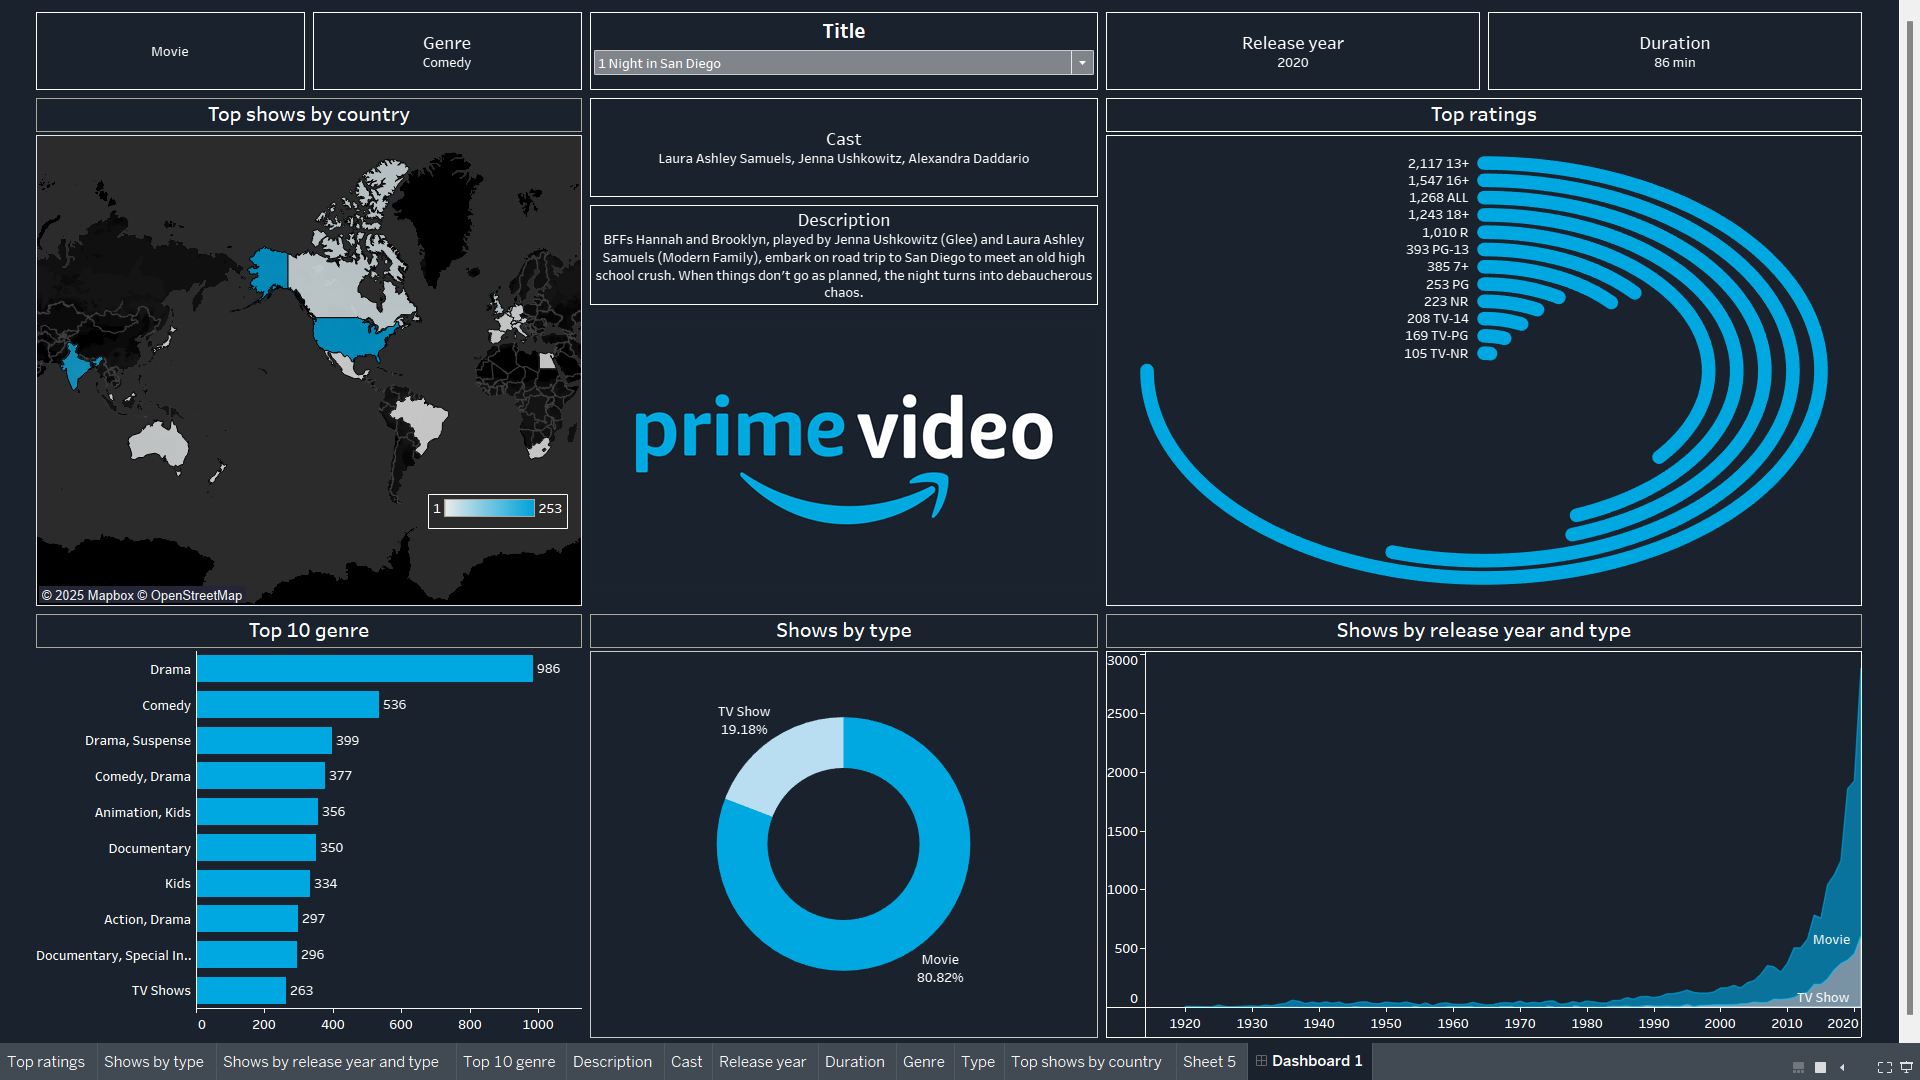 Movie
Genre
Comedy
Title
1 Night in San Diego
Release year
2020
Duration
86 min
Top shows by country
1
253
© 2025 Mapbox © OpenStreetMap
Cast
Laura Ashley Samuels, Jenna Ushkowitz, Alexandra Daddario
Description
BFFs Hannah and Brooklyn, played by Jenna Ushkowitz (Glee) and Laura Ashley
Samuels (Modern Family), embark on road trip to San Diego to meet an old high
school crush. When things don't go as planned, the night turns into debaucherous
chaos.
prime video
Top ratings
2,117 13+
1,547 16+
1,268 ALL
1,243 18+
1,010 R
393 PG-13
385 7+
253 PG
223 NR
208 TV-14
169 TV-PG
105 TV-NR
Top 10 genre
Drama 986
Comedy 536
Drama, Suspense 399
Comedy, Drama 377
Animation, Kids 356
Documentary 350
Kids 334
Action, Drama 297
Documentary, Special In.. 296
TV Shows 263
0 200 400 600 800 1000
Shows by type
TV Show
19.18%
Movie
80.82%
Shows by release year and type
3000
2500
2000
1500
1000
500
0
Movie
TV Show
1920 1930 1940 1950 1960 1970 1980 1990 2000 2010 2020
Top ratings Shows by type Shows by release year and type Top 10 genre Description Cast Release year Duration Genre Type Top shows by country Sheet 5 Dashboard 1